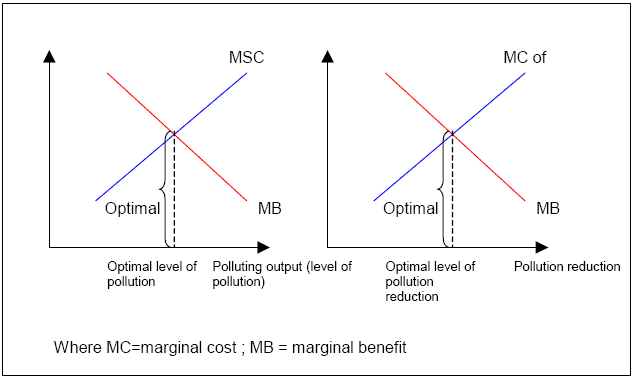 MSC
MC of
Optimal
MB
Optimal
MB
Optimal level of
pollution
Polluting output (level of
pollution)
Optimal level of
pollution
reduction
Pollution reduction
Where MC=marginal cost ; MB = marginal benefit